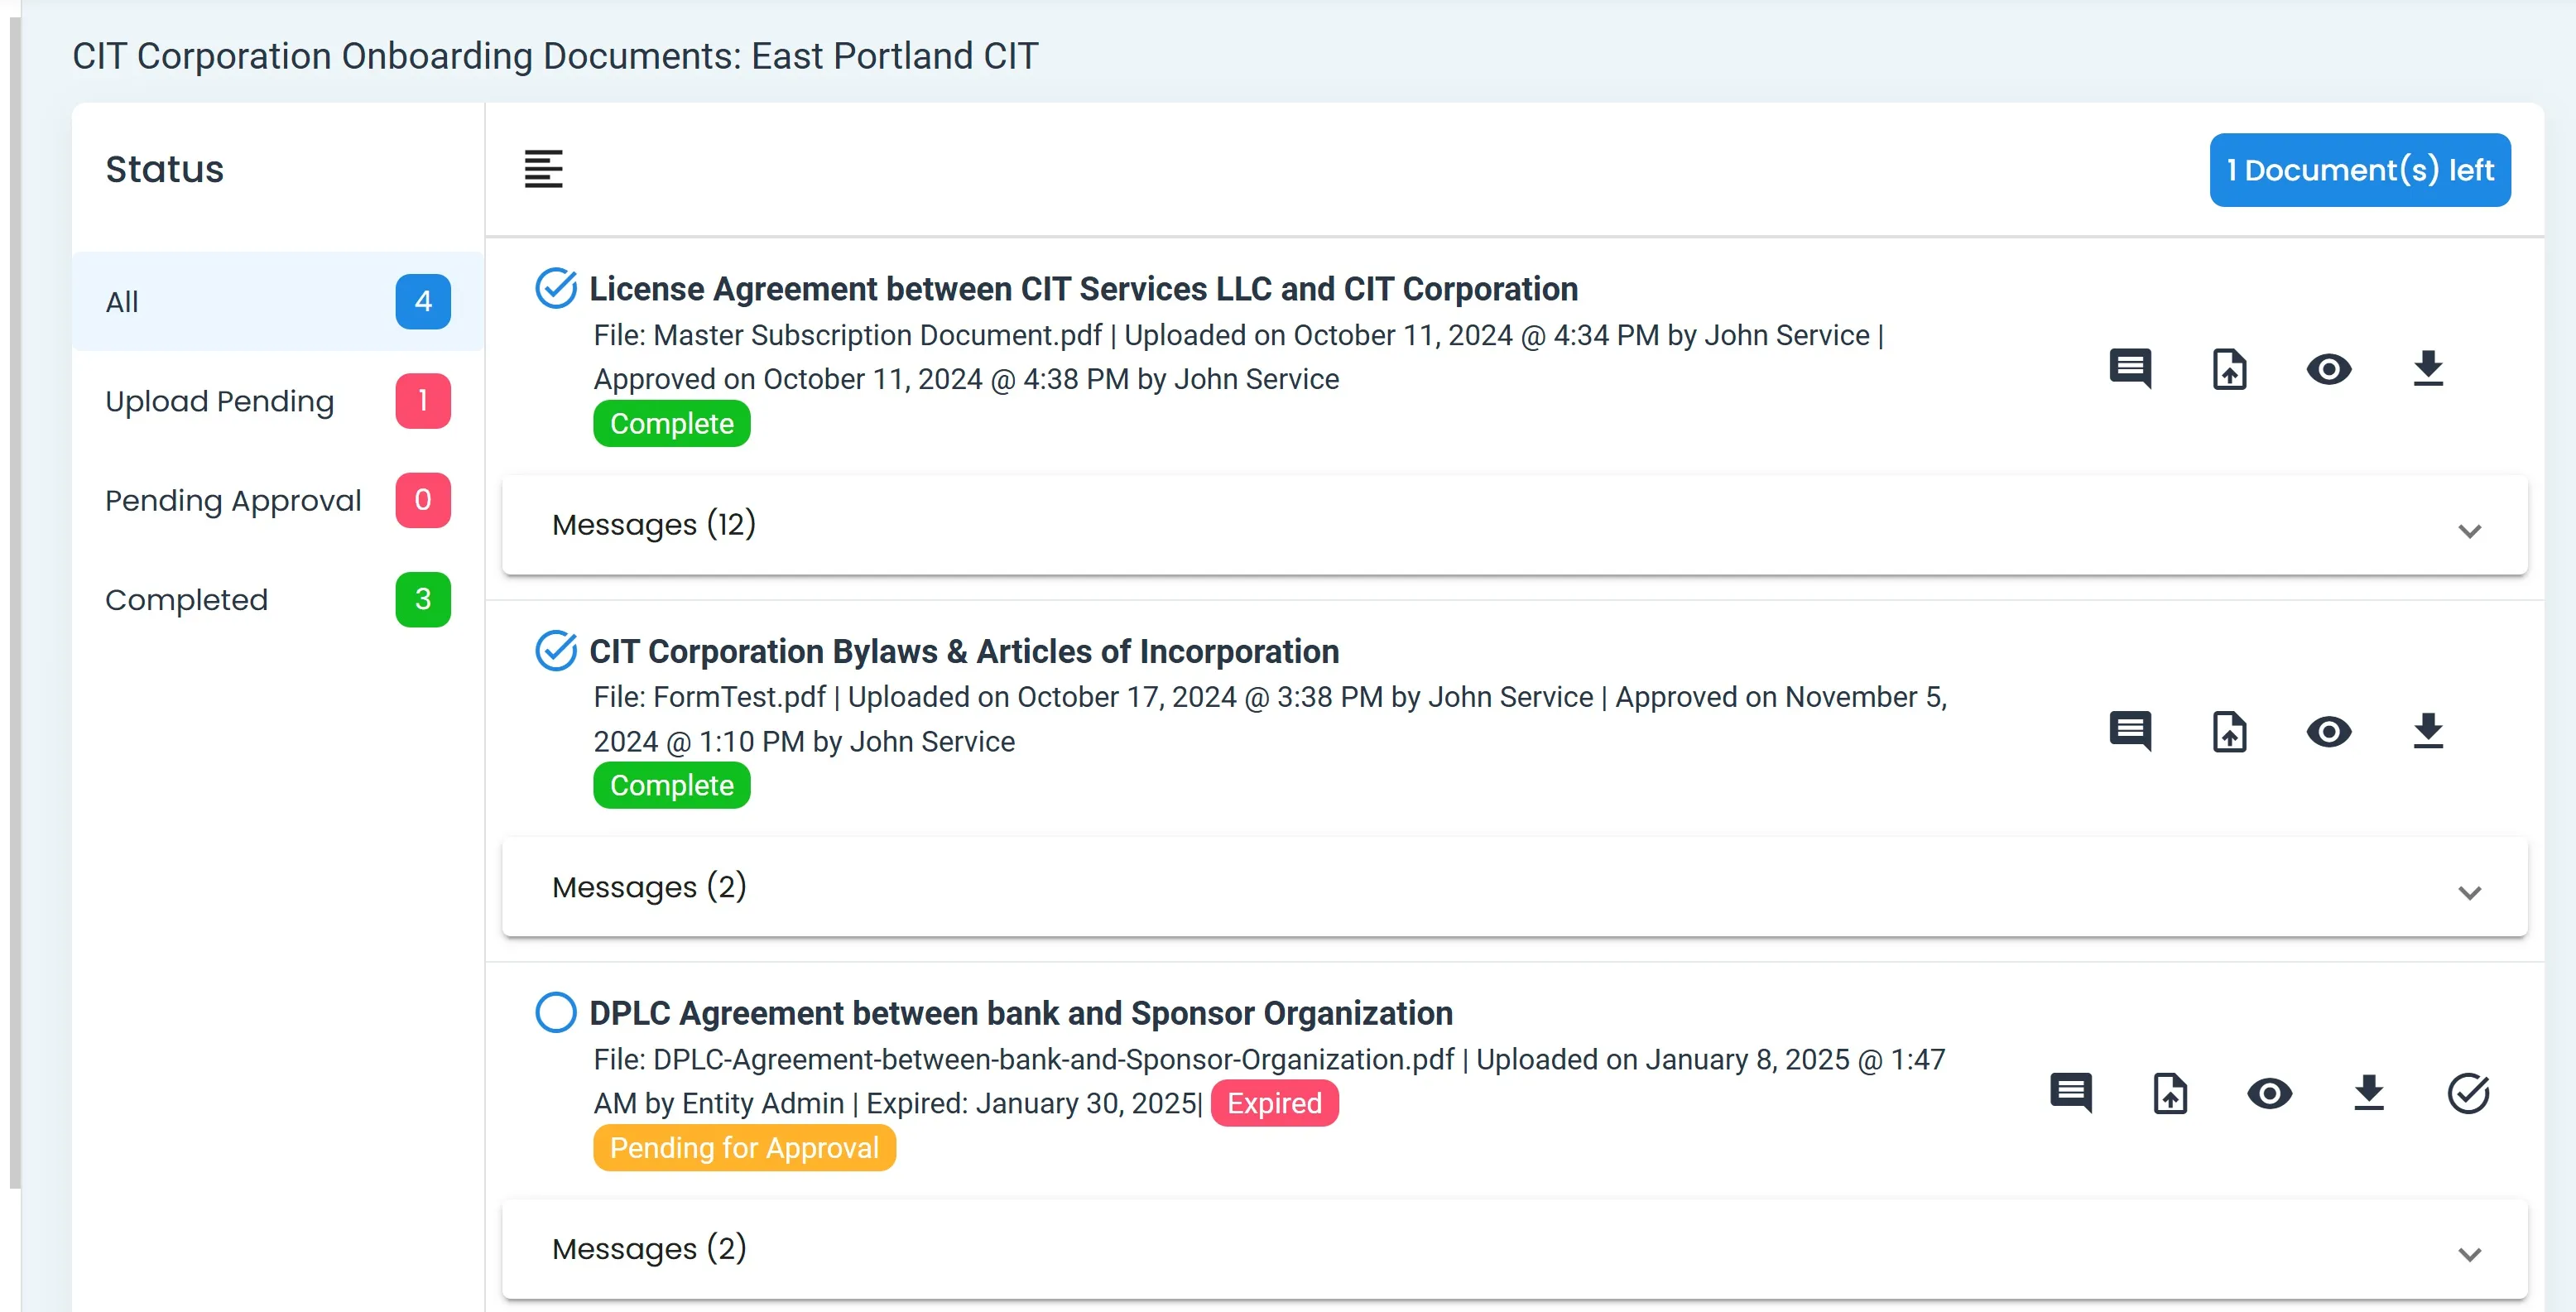 CIT Corporation Onboarding Documents: East Portland CIT
Status
All 4
Upload Pending 1
Pending Approval 0
Completed 3
1 Document(s) left
License Agreement between CIT Services LLC and CIT Corporation
File: Master Subscription Document.pdf | Uploaded on October 11, 2024 @ 4:34 PM by John Service |
Approved on October 11, 2024 @ 4:38 PM by John Service
Complete
Messages (12)
CIT Corporation Bylaws & Articles of Incorporation
File: FormTest.pdf | Uploaded on October 17, 2024 @ 3:38 PM by John Service | Approved on November 5,
2024 @ 1:10 PM by John Service
Complete
Messages (2)
DPLC Agreement between bank and Sponsor Organization
File: DPLC-Agreement-between-bank-and-Sponsor-Organization.pdf | Uploaded on January 8, 2025 @ 1:47
AM by Entity Admin | Expired: January 30, 2025| Expired
Pending for Approval
Messages (2)